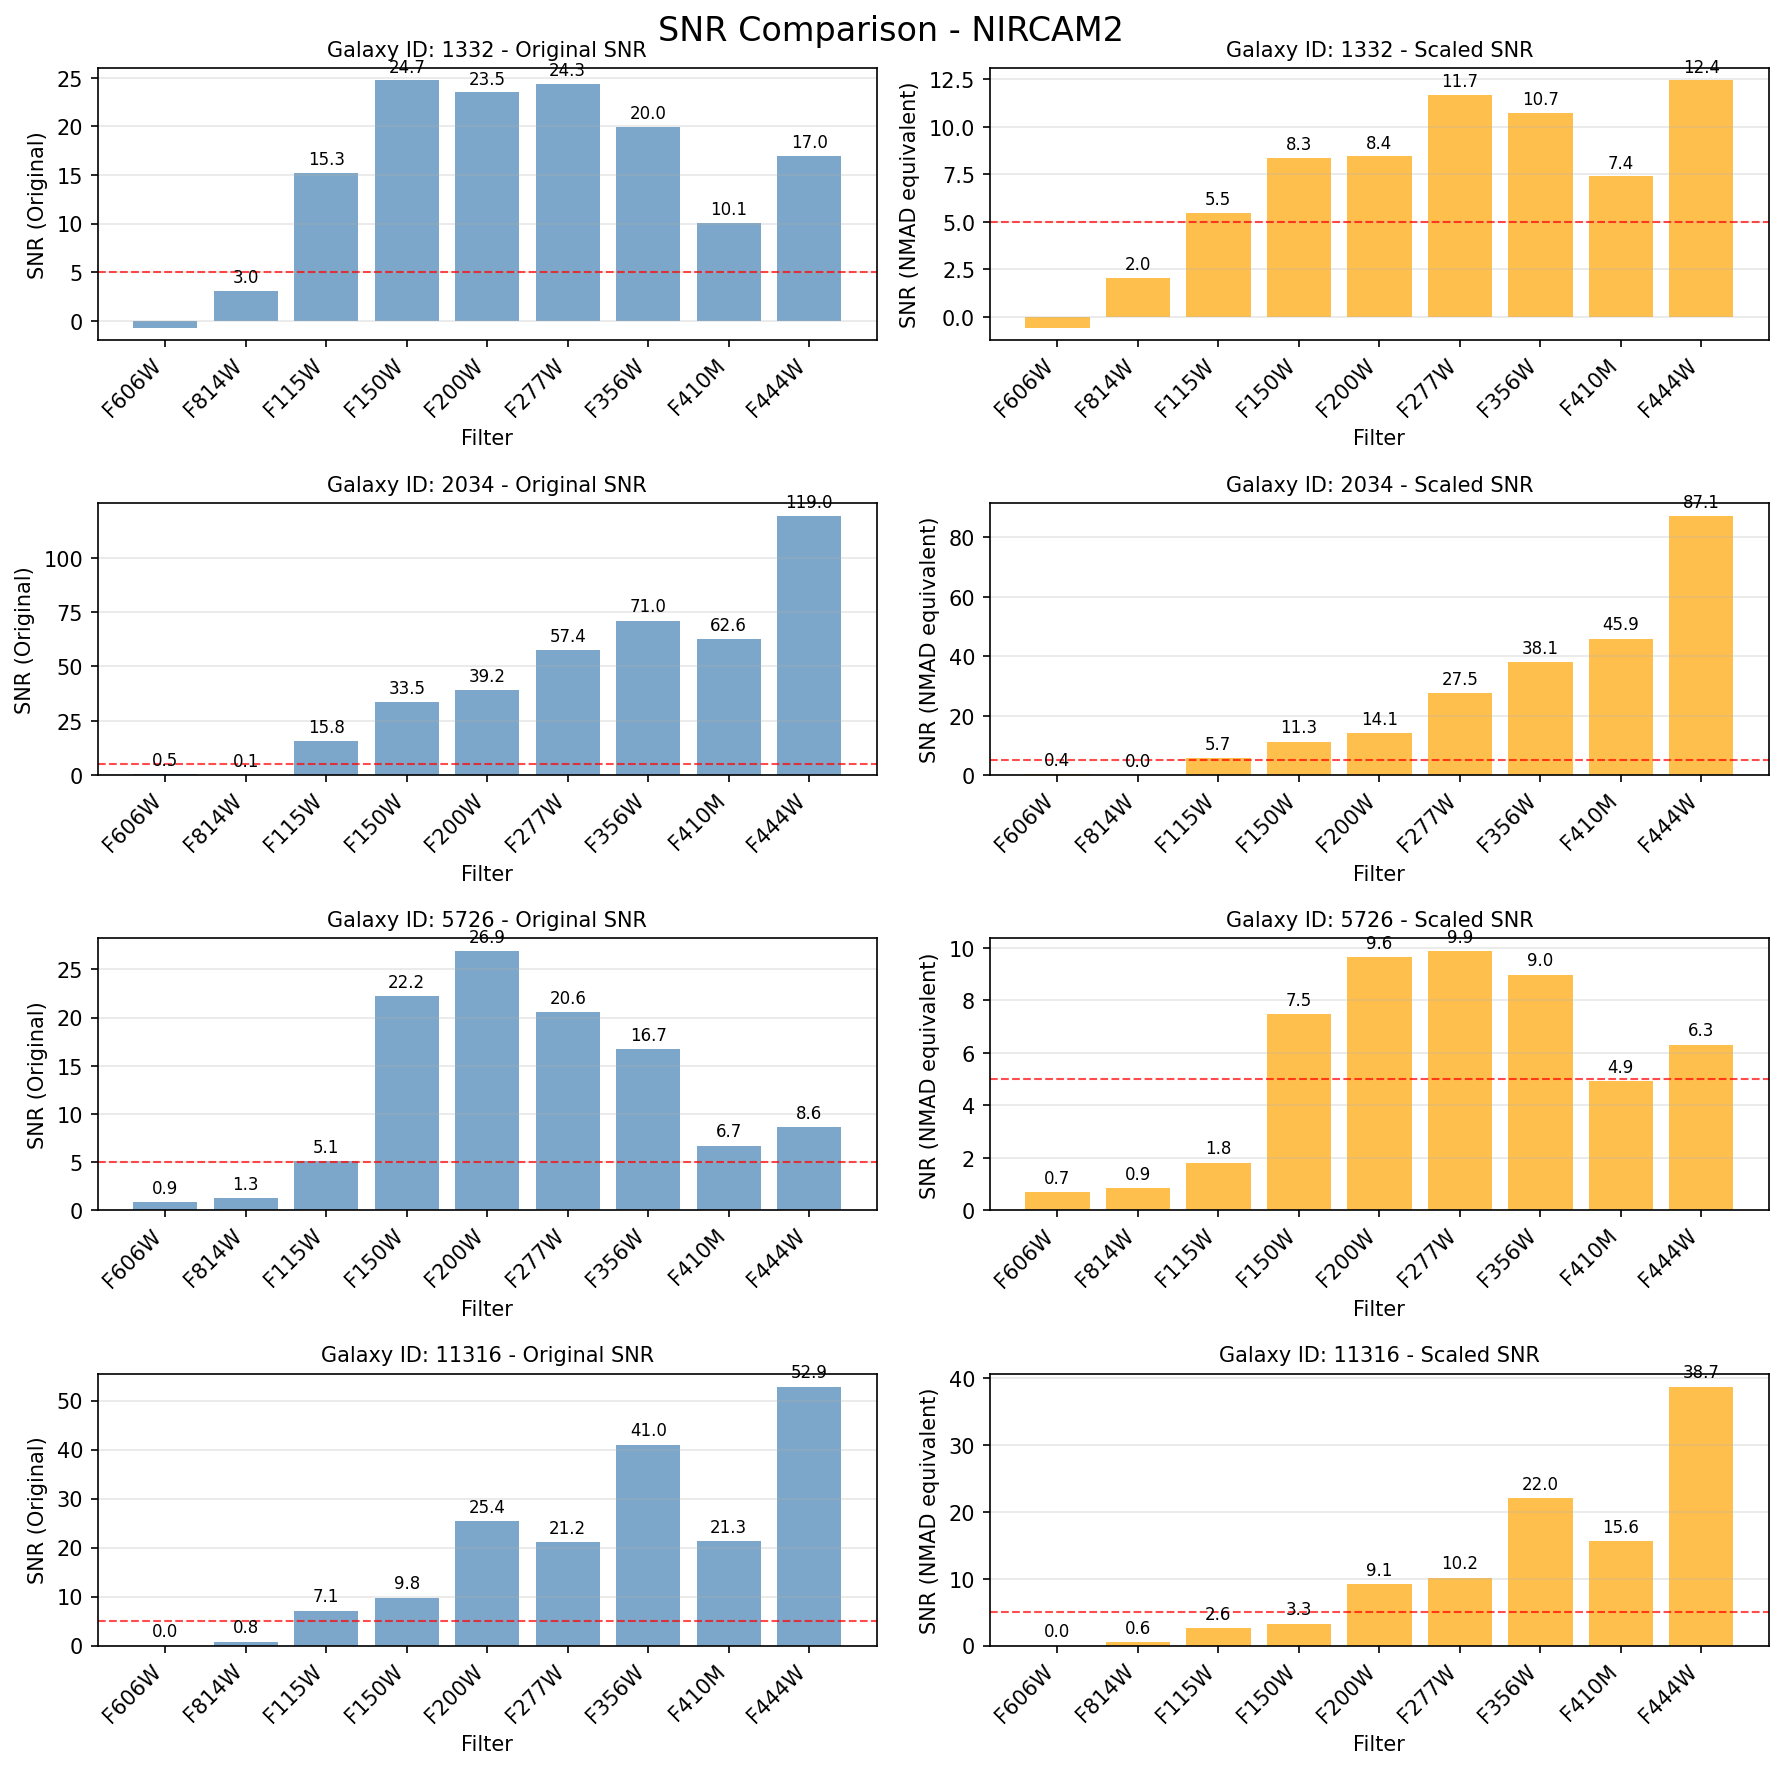 SNR Comparison - NIRCAM2
Galaxy ID: 1332 - Original SNR
SNR (Original)
25
20
15
10
5
0
3.0
15.3
24.7
23.5
24.3
20.0
10.1
17.0
F606W
F814W
F115W
F150W
F200W
F277W
F356W
F410M
F444W
Filter
Galaxy ID: 1332 - Scaled SNR
SNR (NMAD equivalent)
12.5
10.0
7.5
5.0
2.5
0.0
2.0
5.5
8.3
8.4
11.7
10.7
7.4
12.4
F606W
F814W
F115W
F150W
F200W
F277W
F356W
F410M
F444W
Filter
Galaxy ID: 2034 - Original SNR
SNR (Original)
100
75
50
25
0
0.5
0.1
15.8
33.5
39.2
57.4
71.0
62.6
119.0
F606W
F814W
F115W
F150W
F200W
F277W
F356W
F410M
F444W
Filter
Galaxy ID: 2034 - Scaled SNR
SNR (NMAD equivalent)
80
60
40
20
0
0.4
0.0
5.7
11.3
14.1
27.5
38.1
45.9
87.1
F606W
F814W
F115W
F150W
F200W
F277W
F356W
F410M
F444W
Filter
Galaxy ID: 5726 - Original SNR
SNR (Original)
25
20
15
10
5
0
0.9
1.3
5.1
22.2
26.9
20.6
16.7
6.7
8.6
F606W
F814W
F115W
F150W
F200W
F277W
F356W
F410M
F444W
Filter
Galaxy ID: 5726 - Scaled SNR
SNR (NMAD equivalent)
10
8
6
4
2
0
0.7
0.9
1.8
7.5
9.6
9.9
9.0
4.9
6.3
F606W
F814W
F115W
F150W
F200W
F277W
F356W
F410M
F444W
Filter
Galaxy ID: 11316 - Original SNR
SNR (Original)
50
40
30
20
10
0
0.0
0.8
7.1
9.8
25.4
21.2
41.0
21.3
52.9
F606W
F814W
F115W
F150W
F200W
F277W
F356W
F410M
F444W
Filter
Galaxy ID: 11316 - Scaled SNR
SNR (NMAD equivalent)
40
30
20
10
0
0.0
0.6
2.6
3.3
9.1
10.2
22.0
15.6
38.7
F606W
F814W
F115W
F150W
F200W
F277W
F356W
F410M
F444W
Filter